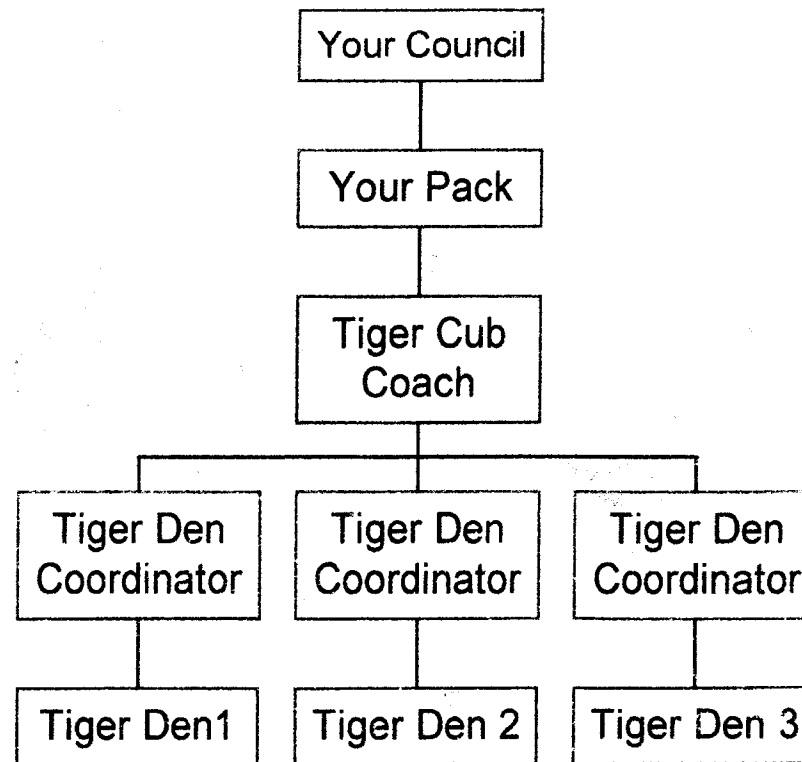 Your Council
Your Pack
Tiger Cub
Coach
Tiger Den
Coordinator
Tiger Den
Coordinator
Tiger Den
Coordinator
Tiger Den1
Tiger Den 2
Tiger Den 3